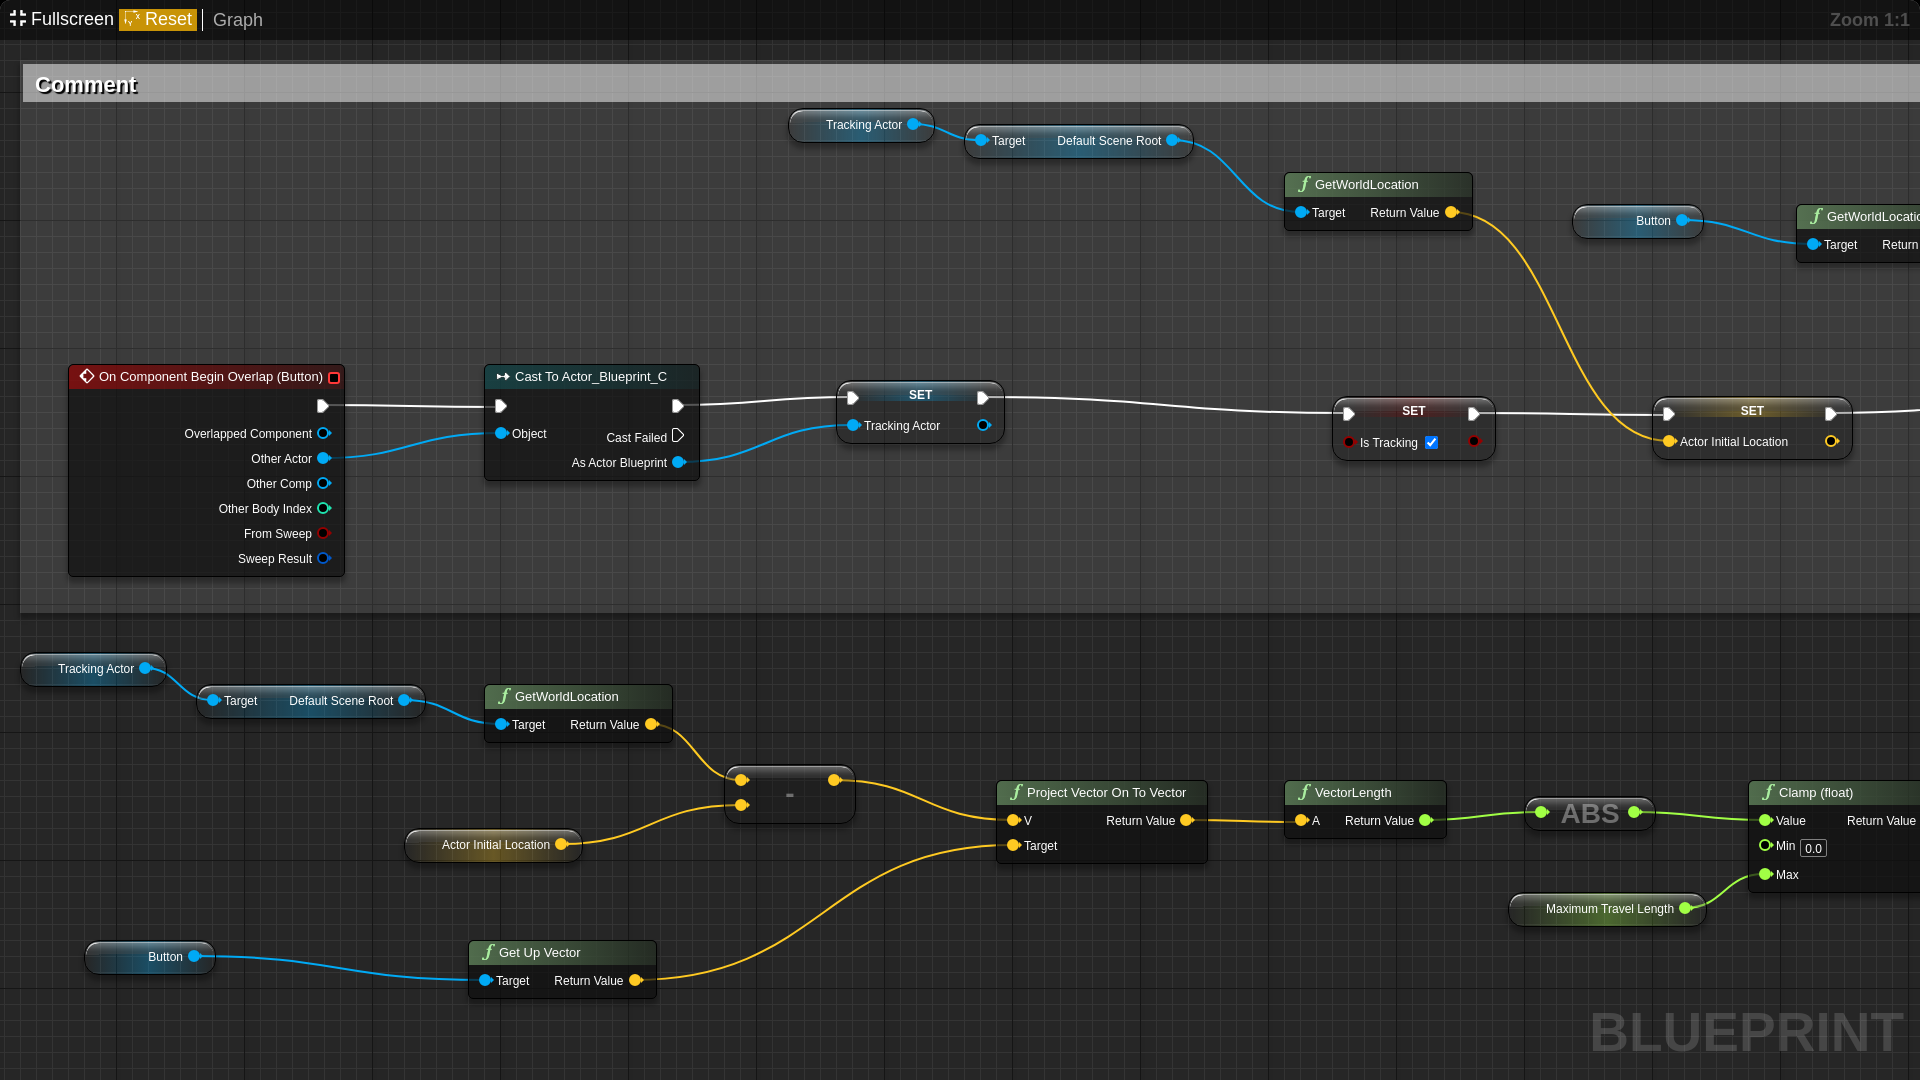 Fullscreen Reset Graph Zoom 1:1
Comment
Tracking Actor
Target Default Scene Root
GetWorldLocation
Target Return Value
Button
GetWorldLocatio
Target Return
On Component Begin Overlap (Button)
Overlapped Component
Other Actor
Other Comp
Other Body Index
From Sweep
Sweep Result
Cast To Actor_Blueprint_C
Object
Cast Failed
As Actor Blueprint
SET
Tracking Actor
SET
Is Tracking
SET
Actor Initial Location
Tracking Actor
Target Default Scene Root
GetWorldLocation
Target Return Value
-
Actor Initial Location
Project Vector On To Vector
V Return Value
Target
VectorLength
A Return Value
ABS
Clamp (float)
Value Return Value
Min 0.0
Max
Maximum Travel Length
Button
Get Up Vector
Target Return Value
BLUEPRINT